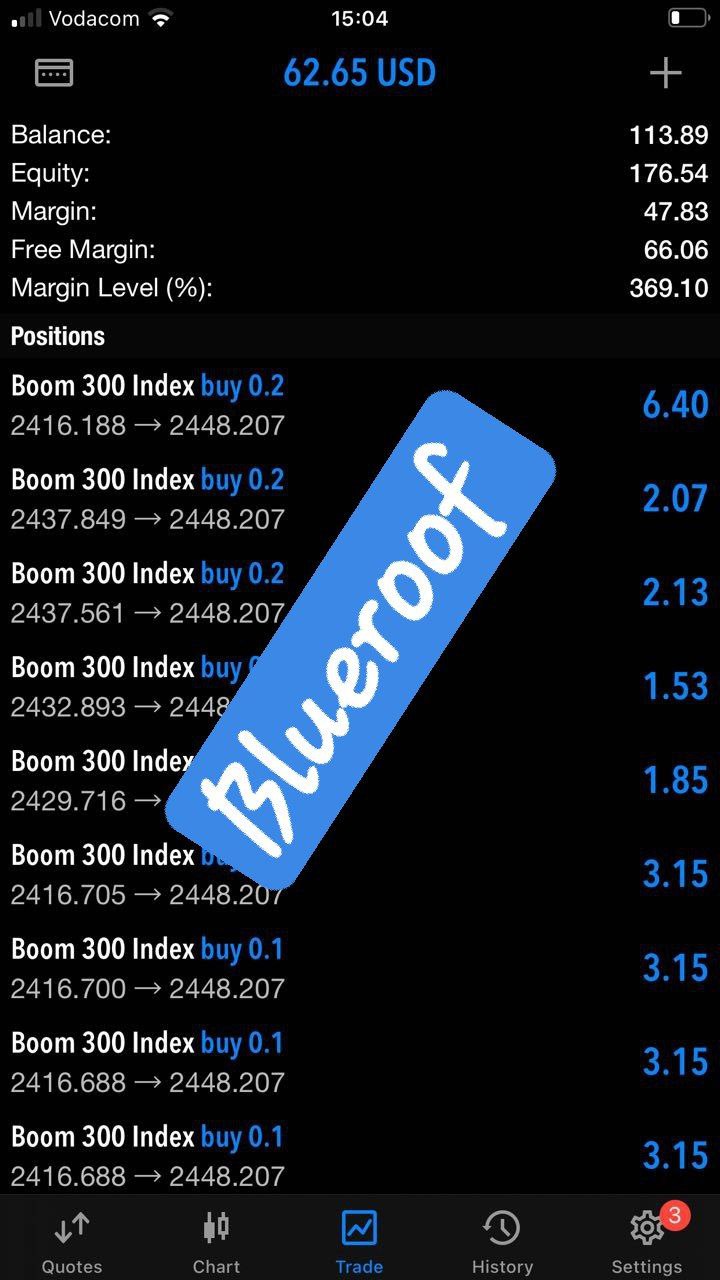 Vodacom 15:04
62.65 USD
Balance: 113.89
Equity: 176.54
Margin: 47.83
Free Margin: 66.06
Margin Level (%): 369.10
Positions
Boom 300 Index buy 0.2 6.40
2416.188 → 2448.207
Boom 300 Index buy 0.2 2.07
2437.849 → 2448.207
Boom 300 Index buy 0.2 2.13
2437.561 → 2448.207
Boom 300 Index buy 1.53
2432.893 →
Boom 300 Index 1.85
2429.716 →
Boom 300 Index 3.15
2416.705 → 2448.207
Boom 300 Index buy 0.1 3.15
2416.700 → 2448.207
Boom 300 Index buy 0.1 3.15
2416.688 → 2448.207
Boom 300 Index buy 0.1 3.15
2416.688 → 2448.207
Blueroof
3
Quotes Chart Trade History Settings